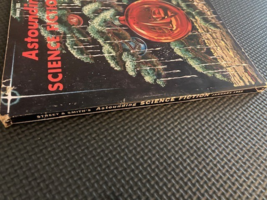 Astounding
SCIENCE FICTION
STREET & SMITH'S Astounding SCIENCE FICTION